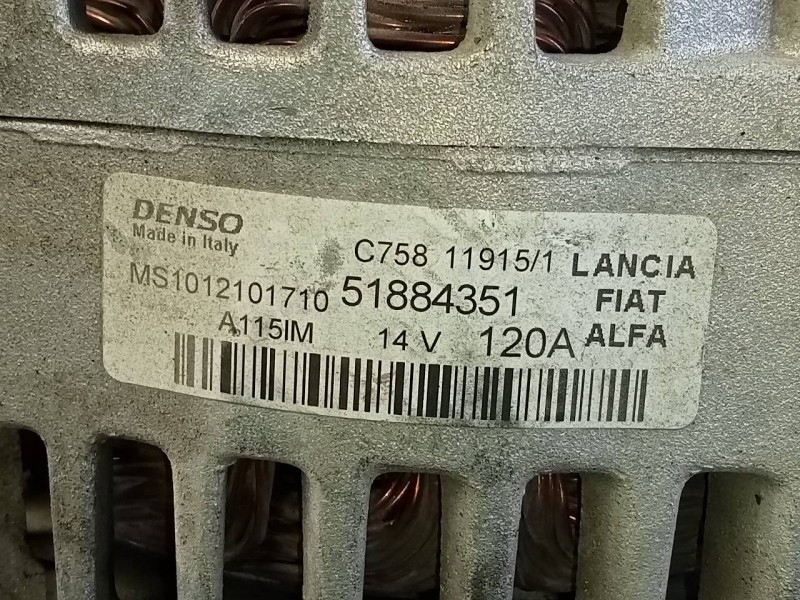 DENSO
Made in Italy
C758 11915/1
MS1012101710 51884351
A115IM 14 V 120A
LANCIA
FIAT
ALFA